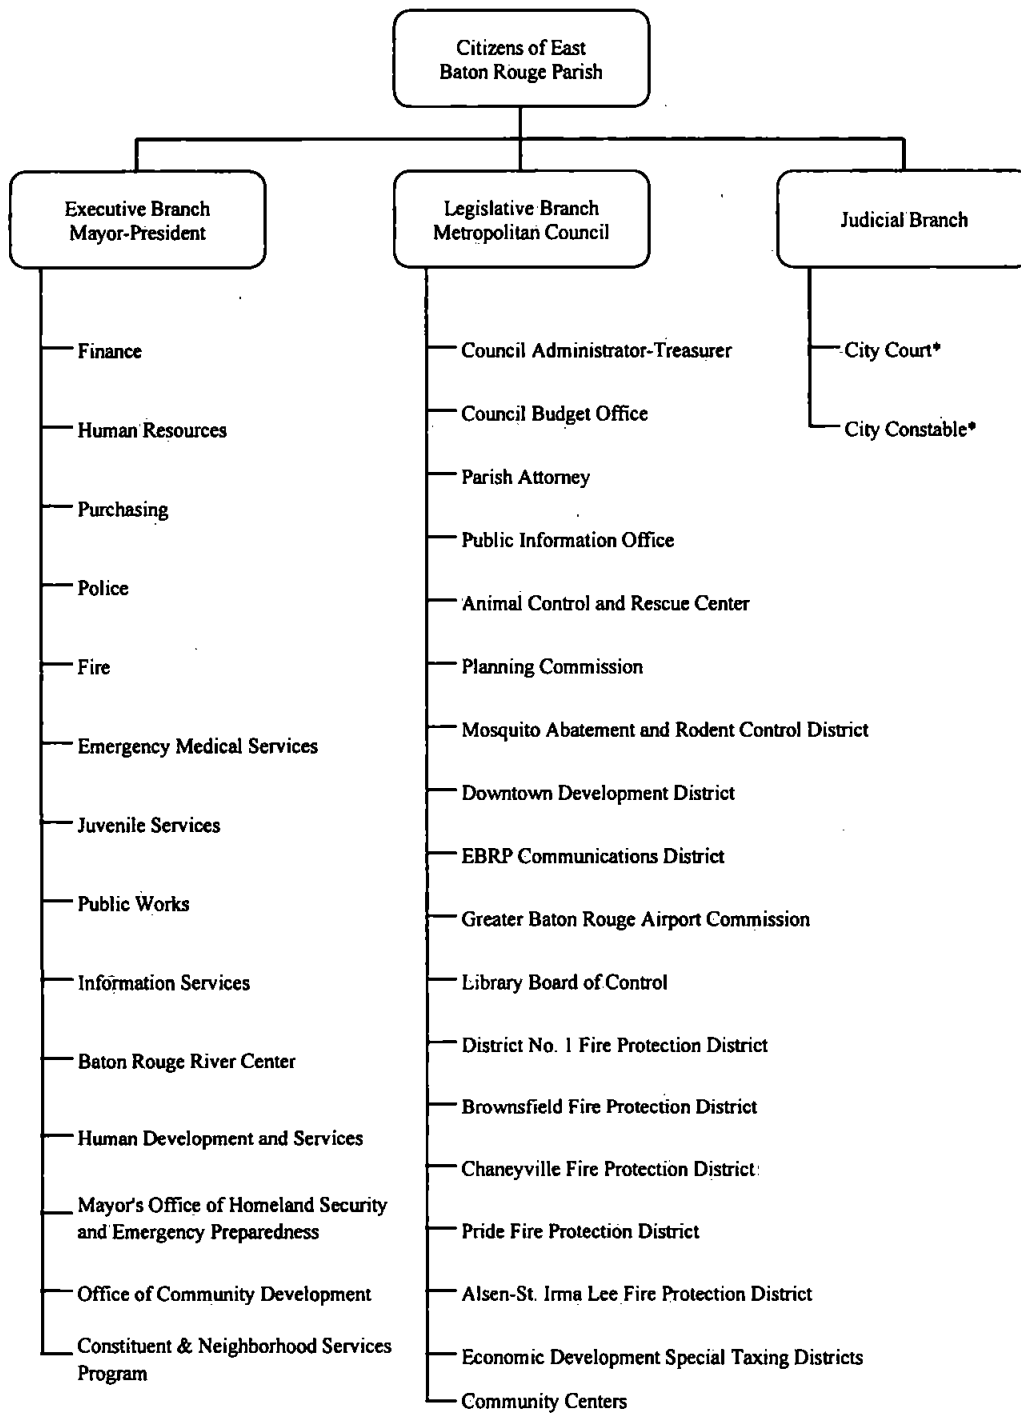 Citizens of East
Baton Rouge Parish
Executive Branch
Mayor-President
Legislative Branch
Metropolitan Council
Judicial Branch
Finance
Human Resources
Purchasing
Police
Fire
Emergency Medical Services
Juvenile Services
Public Works
Information Services
Baton Rouge River Center
Human Development and Services
Mayor's Office of Homeland Security
and Emergency Preparedness
Office of Community Development
Constituent & Neighborhood Services
Program
Council Administrator-Treasurer
Council Budget Office
Parish Attorney
Public Information Office
Animal Control and Rescue Center
Planning Commission
Mosquito Abatement and Rodent Control District
Downtown Development District
EBRP Communications District
Greater Baton Rouge Airport Commission
Library Board of Control
District No. 1 Fire Protection District
Brownsfield Fire Protection District
Chaneyville Fire Protection District
Pride Fire Protection District
Alsen-St. Irma Lee Fire Protection District
Economic Development Special Taxing Districts
Community Centers
City Court*
City Constable*